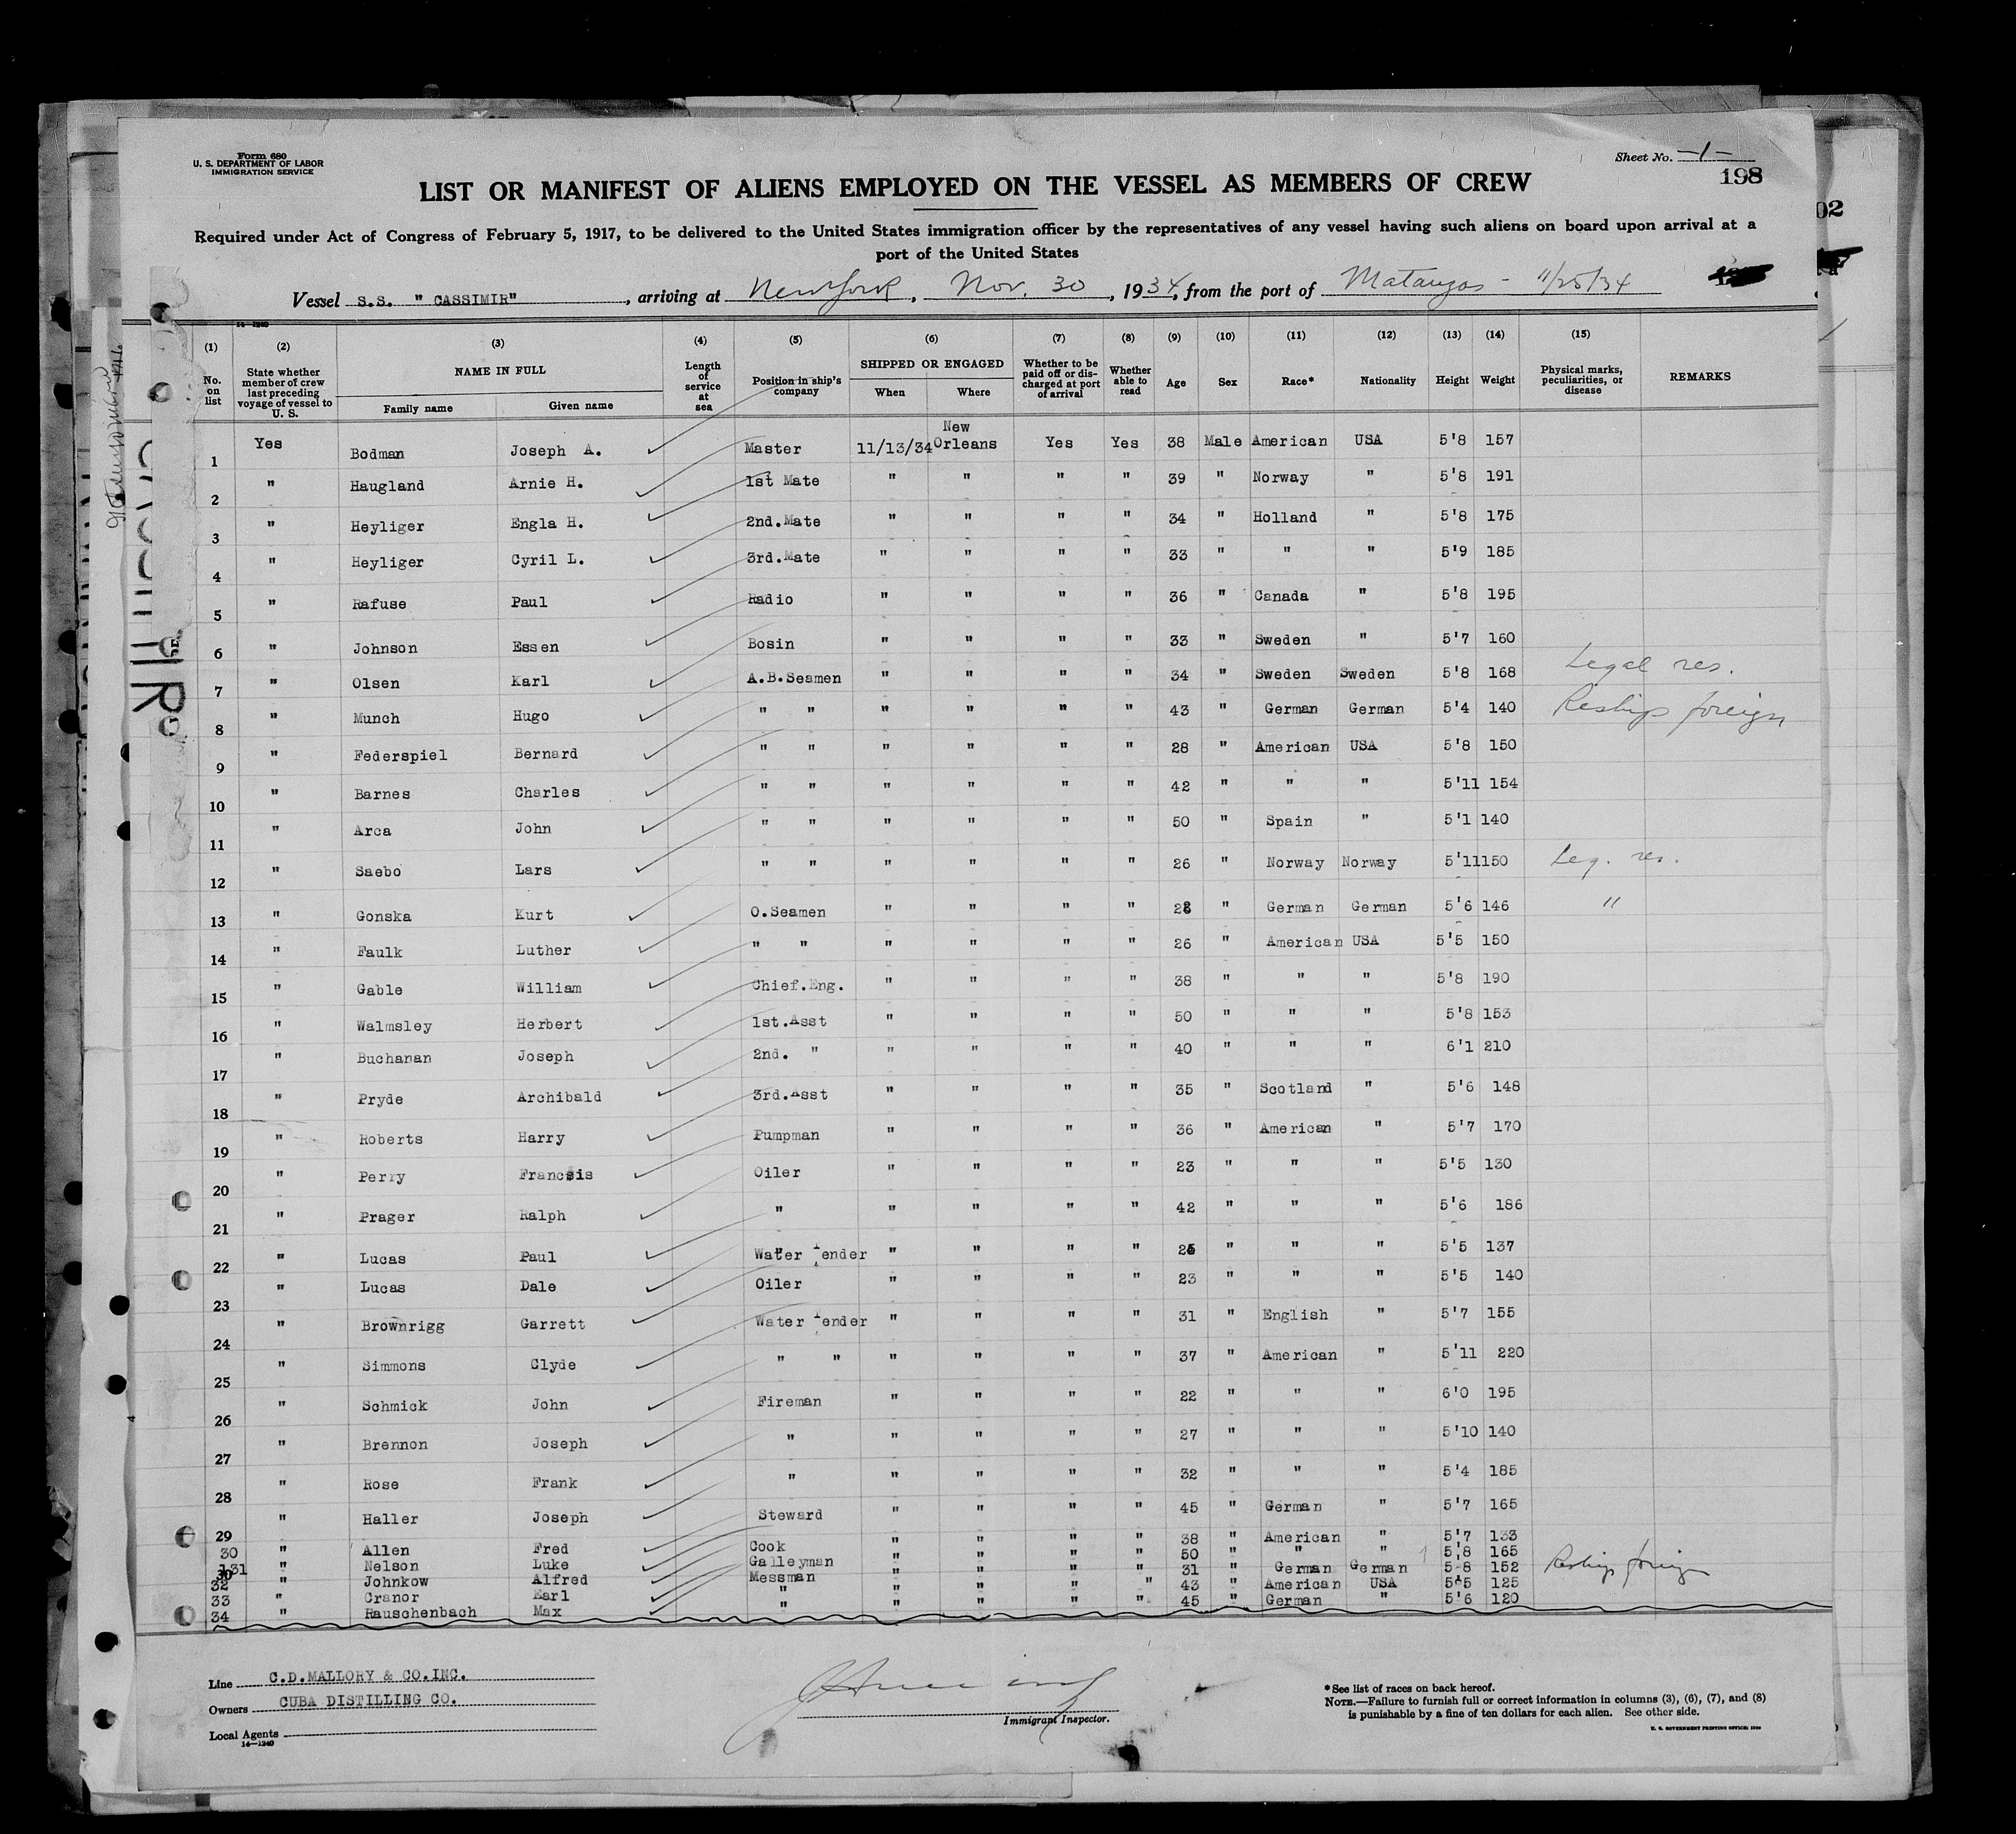 Form 680
U. S. DEPARTMENT OF LABOR
IMMIGRATION SERVICE
Sheet No. -1-
198
LIST OR MANIFEST OF ALIENS EMPLOYED ON THE VESSEL AS MEMBERS OF CREW
Required under Act of Congress of February 5, 1917, to be delivered to the United States immigration officer by the representatives of any vessel having such aliens on board upon arrival at a
port of the United States
02
Vessel S.S. " CASSIMIR" , arriving at New York , Nov. 30 , 1934, from the port of Matanzas - 11/25/34
14-1240
(1) (2) (3) (4) (5) (6) (7) (8) (9) (10) (11) (12) (13) (14) (15)
No. on list State whether member of crew last preceding voyage of vessel to U. S. NAME IN FULL Family name Given name Length of service at sea Position in ship's company SHIPPED OR ENGAGED When Where Whether to be paid off or discharged at port of arrival Whether able to read Age Sex Race* Nationality Height Weight Physical marks, peculiarities, or disease REMARKS
1 Yes Bodman Joseph A. Master 11/13/34 New Orleans Yes Yes 38 Male American USA 5'8 157
2 " Haugland Arnie H. 1st Mate " " " " 39 " Norway " 5'8 191
3 " Heyliger Engla H. 2nd.Mate " " " " 34 " Holland " 5'8 175
4 " Heyliger Cyril L. 3rd.Mate " " " " 33 " " " 5'9 185
5 " Rafuse Paul Radio " " " " 36 " Canada " 5'8 195
6 " Johnson Essen Bosin " " " " 33 " Sweden " 5'7 160
7 " Olsen Karl A.B.Seamen " " " " 34 " Sweden Sweden 5'8 168 Legal res.
8 " Munch Hugo " " " " " " 43 " German German 5'4 140 Reships foreign
9 " Federspiel Bernard " " " " " " 28 " American USA 5'8 150
10 " Barnes Charles " " " " " " 42 " " " 5'11 154
11 " Arca John " " " " " " 50 " Spain " 5'1 140
12 " Saebo Lars " " " " " " 26 " Norway Norway 5'11 150 Leg. res.
13 " Gonska Kurt O.Seamen " " " " 28 " German German 5'6 146 "
14 " Faulk Luther " " " " " " 26 " American USA 5'5 150
15 " Gable William Chief.Eng. " " " " 38 " " " 5'8 190
16 " Walmsley Herbert 1st.Asst " " " " 50 " " " 5'8 153
17 " Buchanan Joseph 2nd. " " " " " 40 " " " 6'1 210
18 " Pryde Archibald 3rd.Asst " " " " 35 " Scotland " 5'6 148
19 " Roberts Harry Pumpman " " " " 36 " American " 5'7 170
20 " Perry Francsis Oiler " " " " 23 " " " 5'5 130
21 " Prager Ralph " " " " " 42 " " " 5'6 186
22 " Lucas Paul Water Tender " " " " " " " 5'5 137
23 " Lucas Dale Oiler " " " " 23 " " " 5'5 140
24 " Brownrigg Garrett Water Tender " " " " 31 " English " 5'7 155
25 " Simmons Clyde " " " " " " 37 " American " 5'11 220
26 " Schmick John Fireman " " " " 22 " " " 6'0 195
27 " Brennon Joseph " " " " " 27 " " " 5'10 140
28 " Rose Frank " " " " " 32 " " " 5'4 185
29 " Haller Joseph Steward " " " " 45 " German " 5'7 165
30 " Allen Fred Cook " " " " 38 " American " 5'7 133
31 " Nelson Luke Galleyman " " " " 50 " " " 5'8 165
32 " Johnkow Alfred Messman " " " " 31 " German German 5'8 152 Reships foreign
33 " Cranor Earl " " " " " 43 " American USA 5'5 125
34 " Rauschenbach Max " " " " " 45 " German " 5'6 120
Line C.D.MALLORY & CO.INC.
Owners CUBA DISTILLING CO.
Local Agents
14-1240
Immigrant Inspector.
*See list of races on back hereof.
NOTE.—Failure to furnish full or correct information in columns (3), (6), (7), and (8)
is punishable by a fine of ten dollars for each alien. See other side.